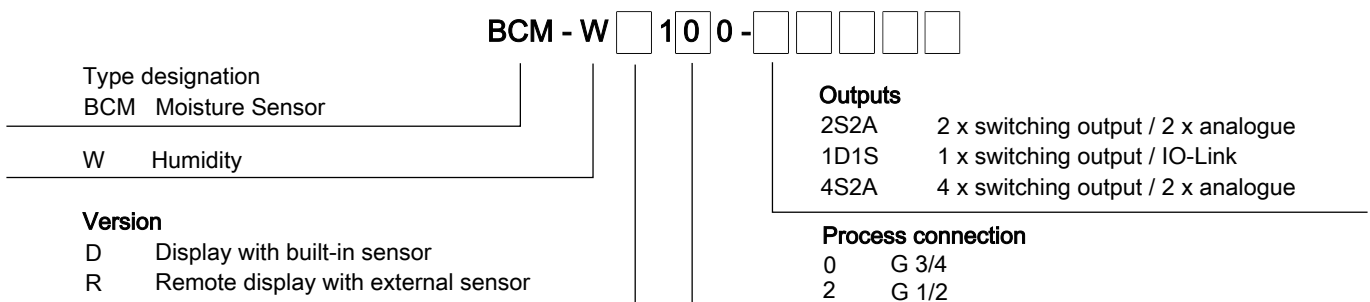 BCM - W 1 0 0 -
Type designation
BCM Moisture Sensor
W Humidity
Version
D Display with built-in sensor
R Remote display with external sensor
Outputs
2S2A 2 x switching output / 2 x analogue
1D1S 1 x switching output / IO-Link
4S2A 4 x switching output / 2 x analogue
Process connection
0 G 3/4
2 G 1/2